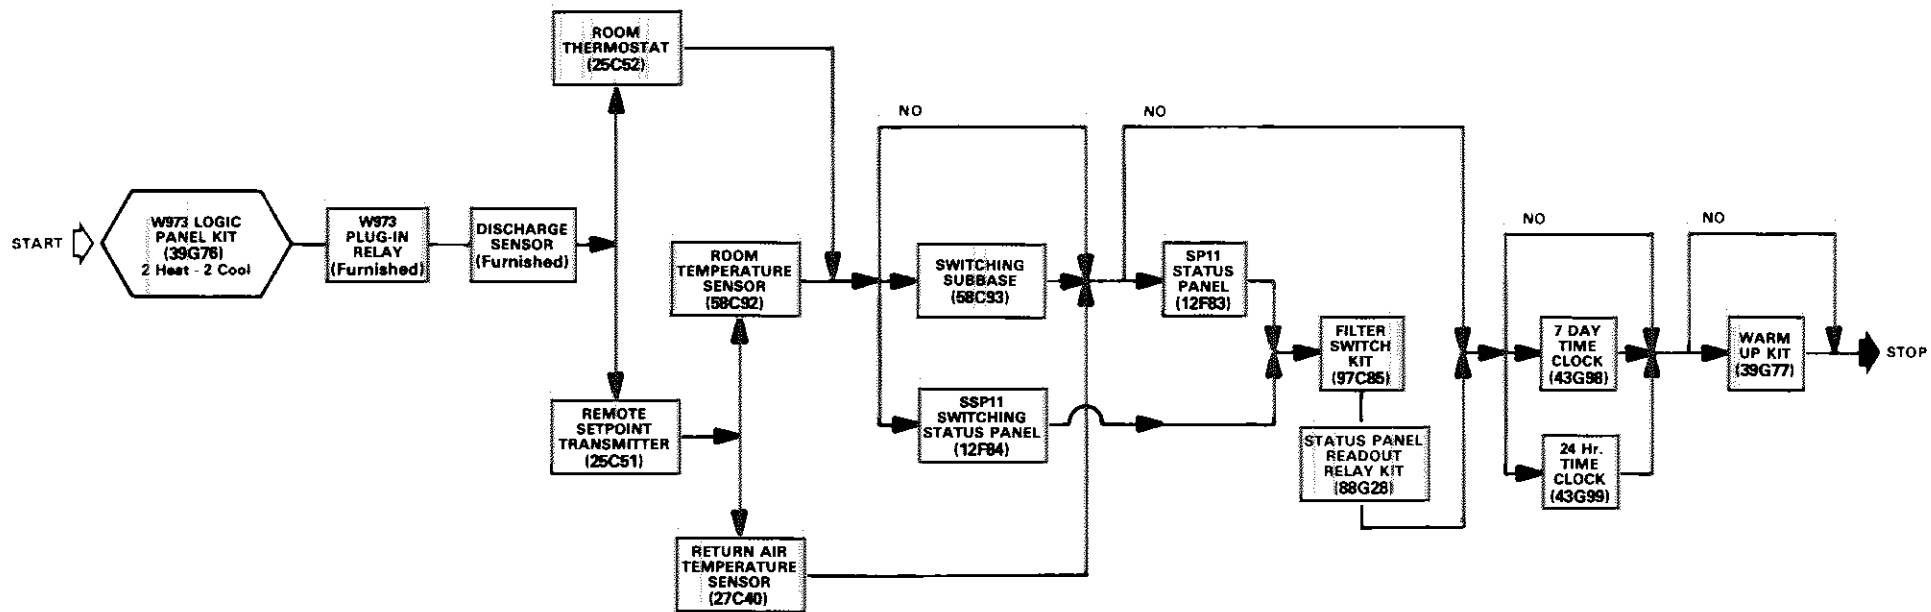 START
W973 LOGIC
PANEL KIT
(39G76)
2 Heat - 2 Cool
W973
PLUG-IN
RELAY
(Furnished)
DISCHARGE
SENSOR
(Furnished)
ROOM
THERMOSTAT
(25C52)
REMOTE
SETPOINT
TRANSMITTER
(25C51)
ROOM
TEMPERATURE
SENSOR
(58C92)
RETURN AIR
TEMPERATURE
SENSOR
(27C40)
NO
SWITCHING
SUBBASE
(58C93)
SSP11
SWITCHING
STATUS PANEL
(12F84)
NO
SP11
STATUS
PANEL
(12F83)
FILTER
SWITCH
KIT
(97C85)
STATUS PANEL
READOUT
RELAY KIT
(88G28)
NO
7 DAY
TIME
CLOCK
(43G98)
24 Hr.
TIME
CLOCK
(43G99)
NO
WARM
UP KIT
(39G77)
STOP